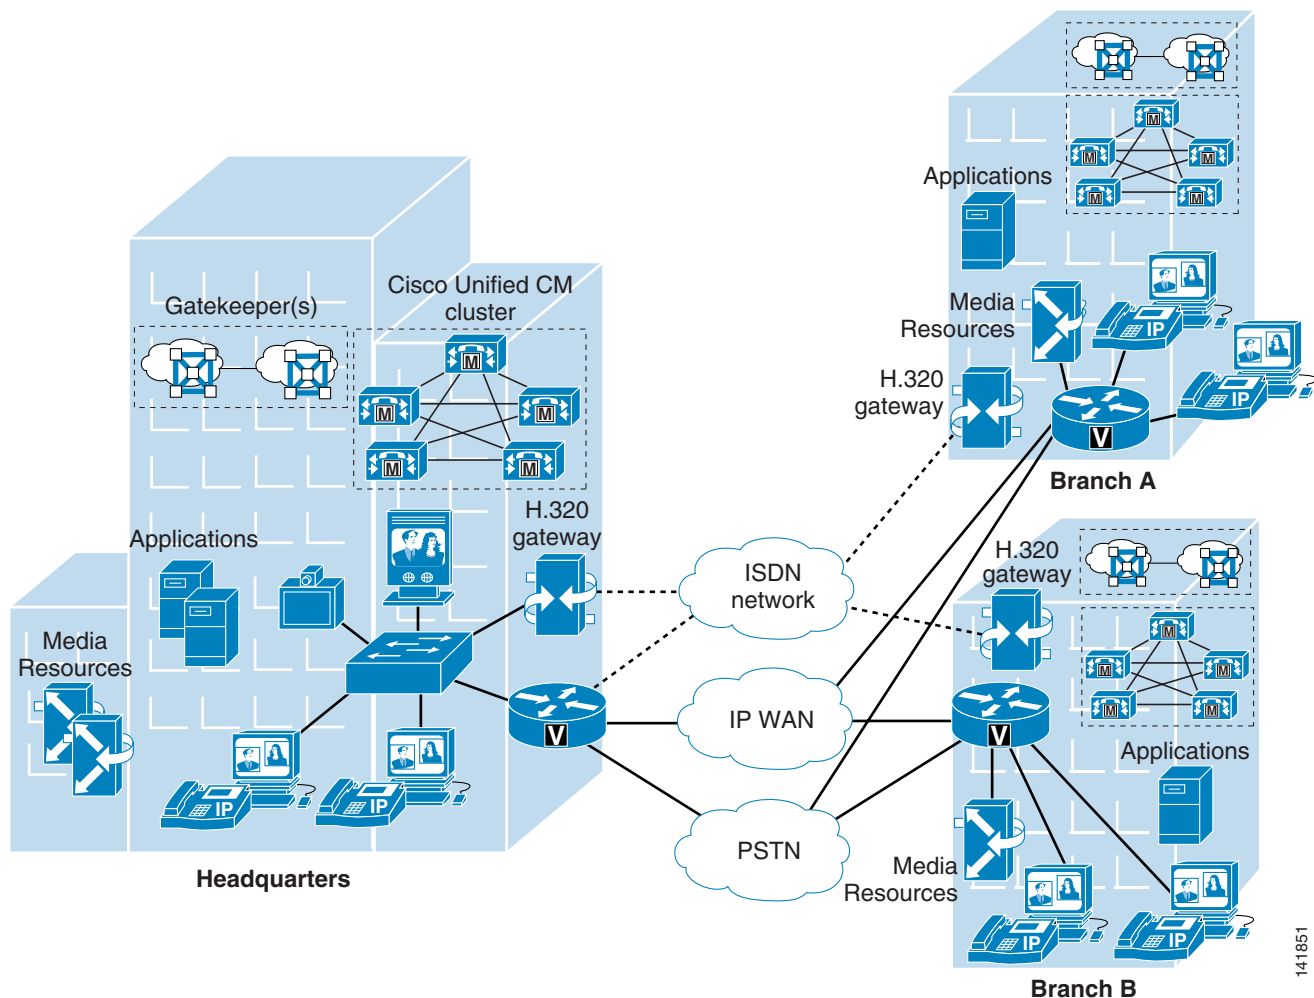 Gatekeeper(s)
Cisco Unified CM
cluster
M
M
M
M
M
H.320
gateway
Applications
Media
Resources
IP
IP
V
Headquarters
ISDN
network
IP WAN
PSTN
M
M
M
M
M
Applications
Media
Resources
IP
IP
H.320
gateway
V
Branch A
H.320
gateway
M
M
M
M
M
V
Applications
Media
Resources
IP
IP
Branch B
141851